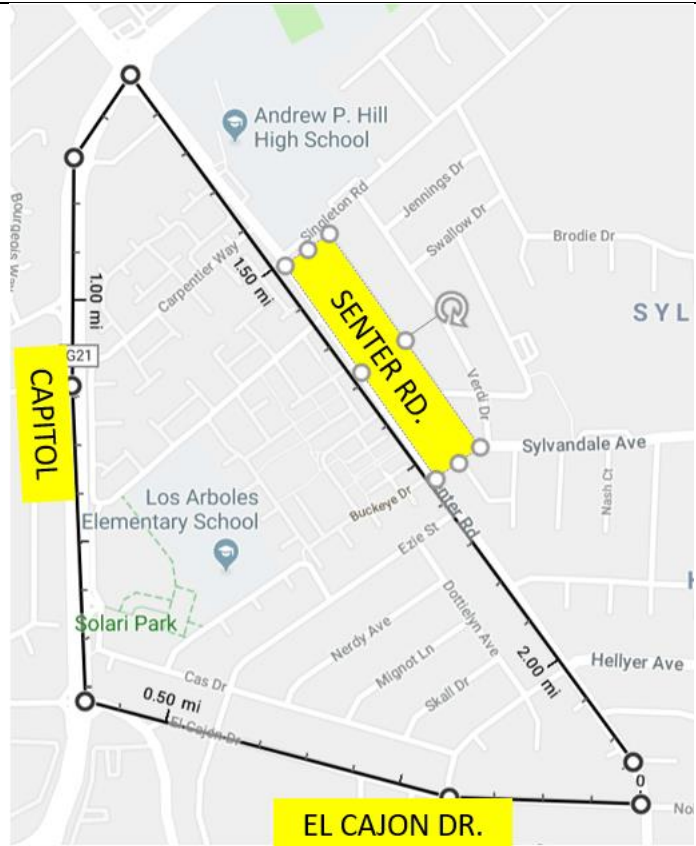 Andrew P. Hill
High School
Jennings Dr
Singleton Rd
Swallow Dr
Bourgeois Way
Brodie Dr
Carpentier Way
1.50 mi
1.00 mi
SENTER RD.
SYL
G21
CAPITOL
Verdi Dr
Sylvandale Ave
Nash Ct
Los Arboles
Elementary School
Buckeye Dr
enter Rd
Ezie St
Solari Park
Dottielyn Ave
Nerdy Ave
Mignot Ln
2.00 mi
Hellyer Ave
Cas Dr
Skall Dr
0.50 mi
El Cajon Dr
0
EL CAJON DR.